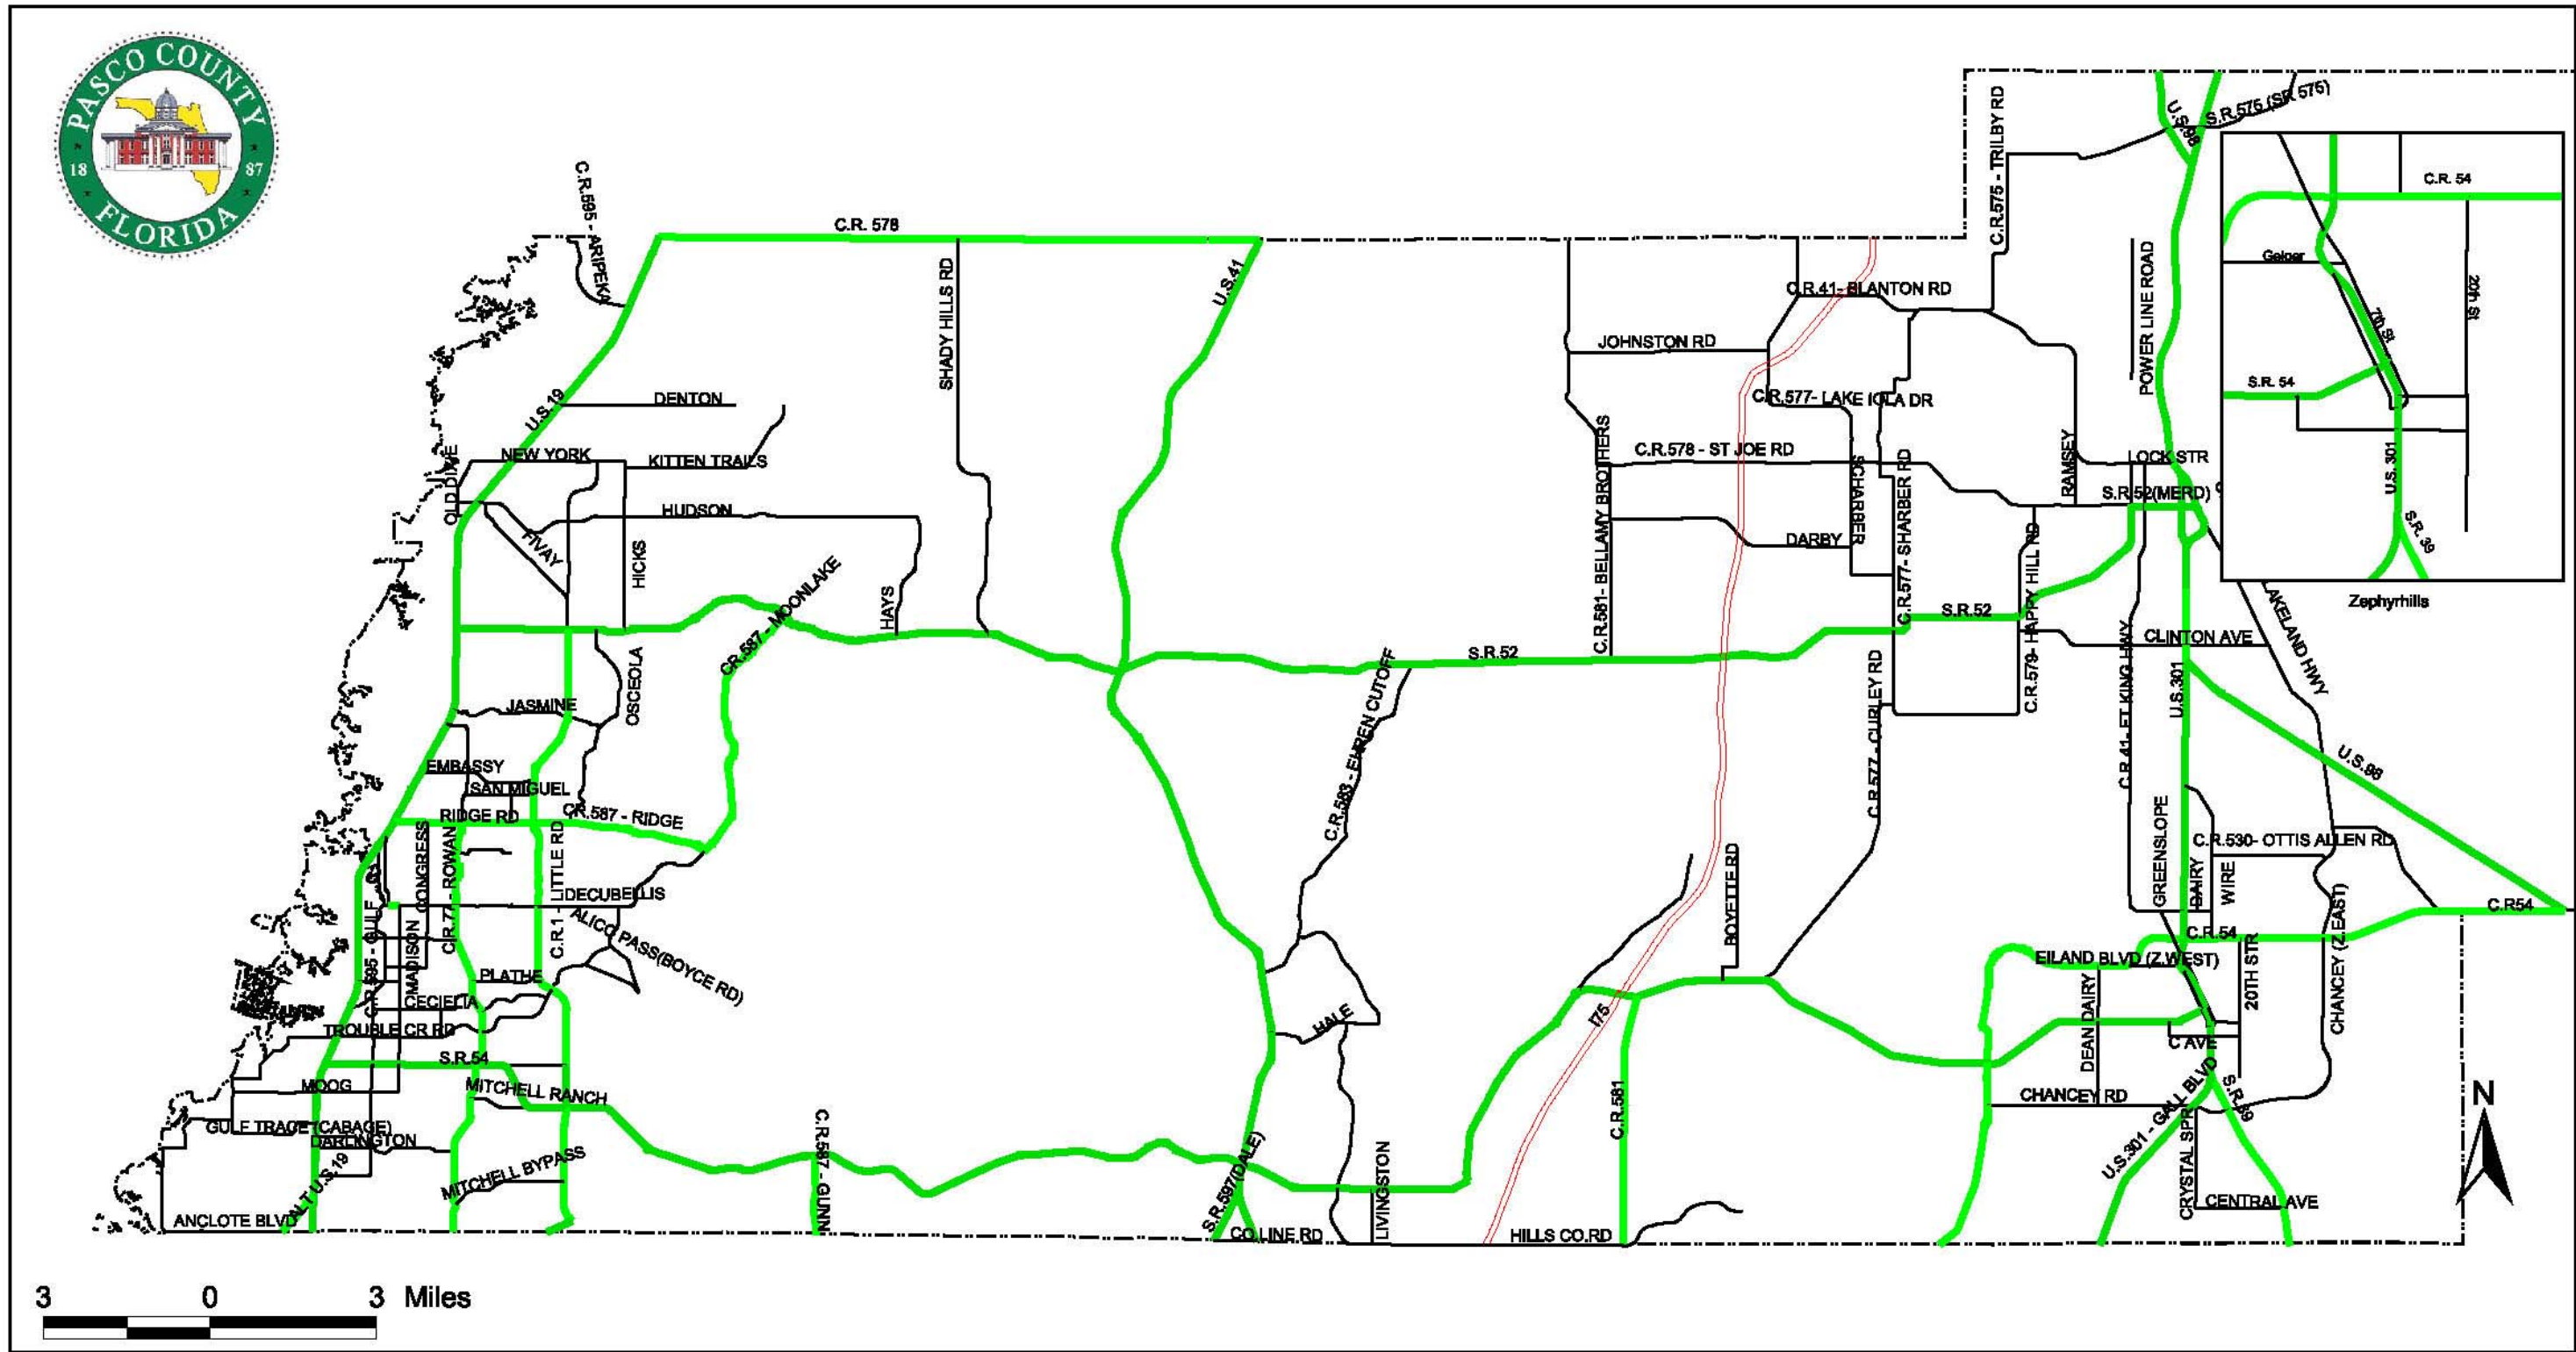 PASCO COUNTY
18 87
FLORIDA
C.R.595 - ARIPEKA
C.R. 578
U.S.41
SHADY HILLS RD
U.S.19
DENTON
NEW YORK
KITTEN TRAILS
OLD DIXIE
HUDSON
FIVAY
HICKS
HAYS
C.R.587 - MOONLAKE
OSCEOLA
JASMINE
EMBASSY
SAN MIGUEL
RIDGE RD
C.R.587 - RIDGE
CONGRESS
C.R.77 - ROWAN
C.R.1 - LITTLE RD
DECUBELLIS
ALICO PASS(BOYCE RD)
C.R.595 - GULF
MADISON
PLATHE
CECIELIA
TROUBLE CR RD
S.R.54
MOOG
MITCHELL RANCH
GULF TRACE (CABAGE)
DARLINGTON
ALT U.S.19
MITCHELL BYPASS
ANCLOTE BLVD
C.R.587 - GUNN
S.R.597(DALE)
CO.LINE RD
LIVINGSTON
HILLS CO.RD
HALE
C.R.583 - EHREN CUTOFF
S.R.52
I75
C.R.581
BOYETTE RD
C.R.577 - CURLEY RD
C.R.581- BELLAMY BROTHERS
JOHNSTON RD
C.R.41- BLANTON RD
C.R.577- LAKE IOLA DR
C.R.578 - ST JOE RD
SCHARBER
DARBY
C.R.577- SHARBER RD
C.R.575 - TRILBY RD
S.R.52
C.R.579- HAPPY HILL RD
RAMSEY
LOCK STR
S.R.52(MERD)
POWER LINE ROAD
U.S.98
S.R.575 (SR 575)
CLINTON AVE
LAKELAND HWY
C.R.41- FT KING HWY
U.S.301
U.S.98
GREENSLOPE
DAIRY
WIRE
C.R.530- OTTIS ALLEN RD
C.R54
C.R.54
EILAND BLVD (Z.WEST)
20TH STR
CHANCEY (Z.EAST)
DEAN DAIRY
C AVE
CHANCEY RD
U.S.301 - GALL BLVD
S.R.39
CRYSTAL SPR
CENTRAL AVE
C.R. 54
Geiger
20th St
7th St
S.R. 54
U.S. 301
S.R. 39
Zephyrhills
N
3 0 3 Miles